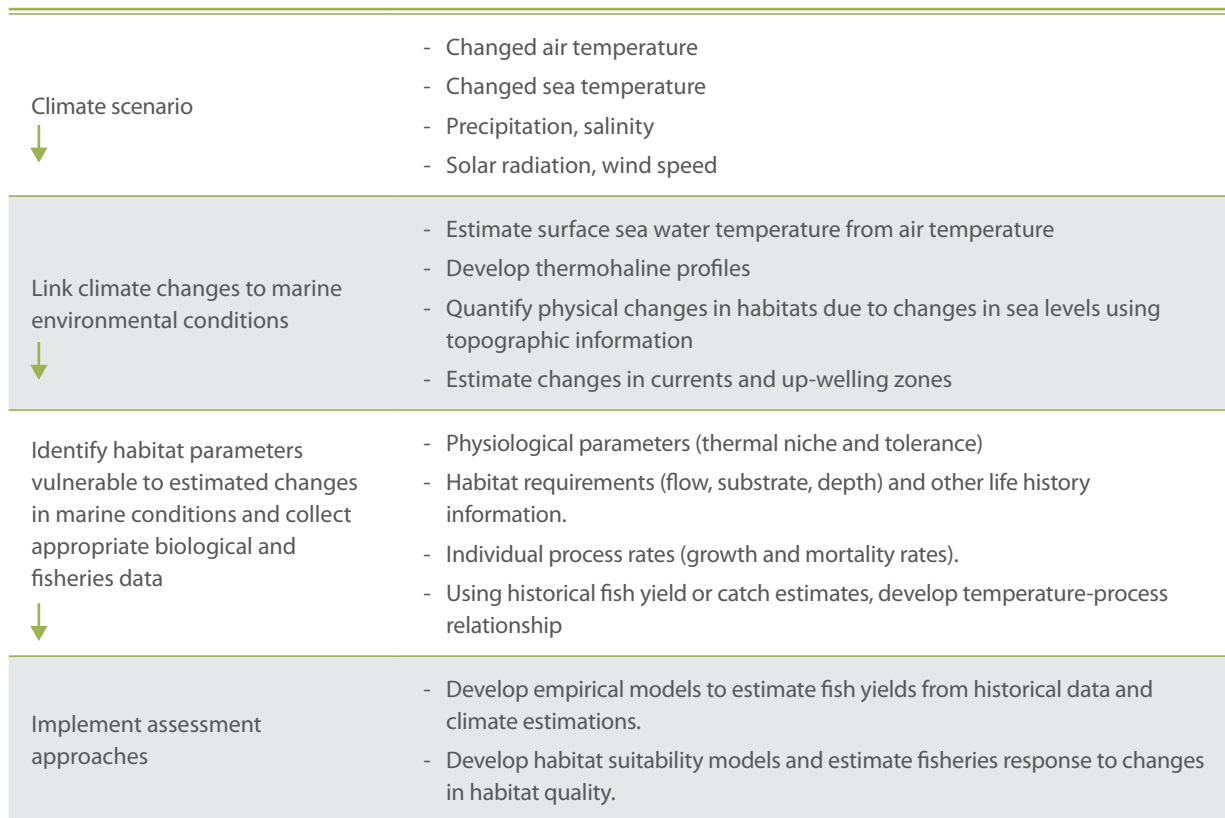 Climate scenario
- Changed air temperature
- Changed sea temperature
- Precipitation, salinity
- Solar radiation, wind speed
Link climate changes to marine
environmental conditions
- Estimate surface sea water temperature from air temperature
- Develop thermohaline profiles
- Quantify physical changes in habitats due to changes in sea levels using
topographic information
- Estimate changes in currents and up-welling zones
Identify habitat parameters
vulnerable to estimated changes
in marine conditions and collect
appropriate biological and
fisheries data
- Physiological parameters (thermal niche and tolerance)
- Habitat requirements (flow, substrate, depth) and other life history
information.
- Individual process rates (growth and mortality rates).
- Using historical fish yield or catch estimates, develop temperature-process
relationship
Implement assessment
approaches
- Develop empirical models to estimate fish yields from historical data and
climate estimations.
- Develop habitat suitability models and estimate fisheries response to changes
in habitat quality.